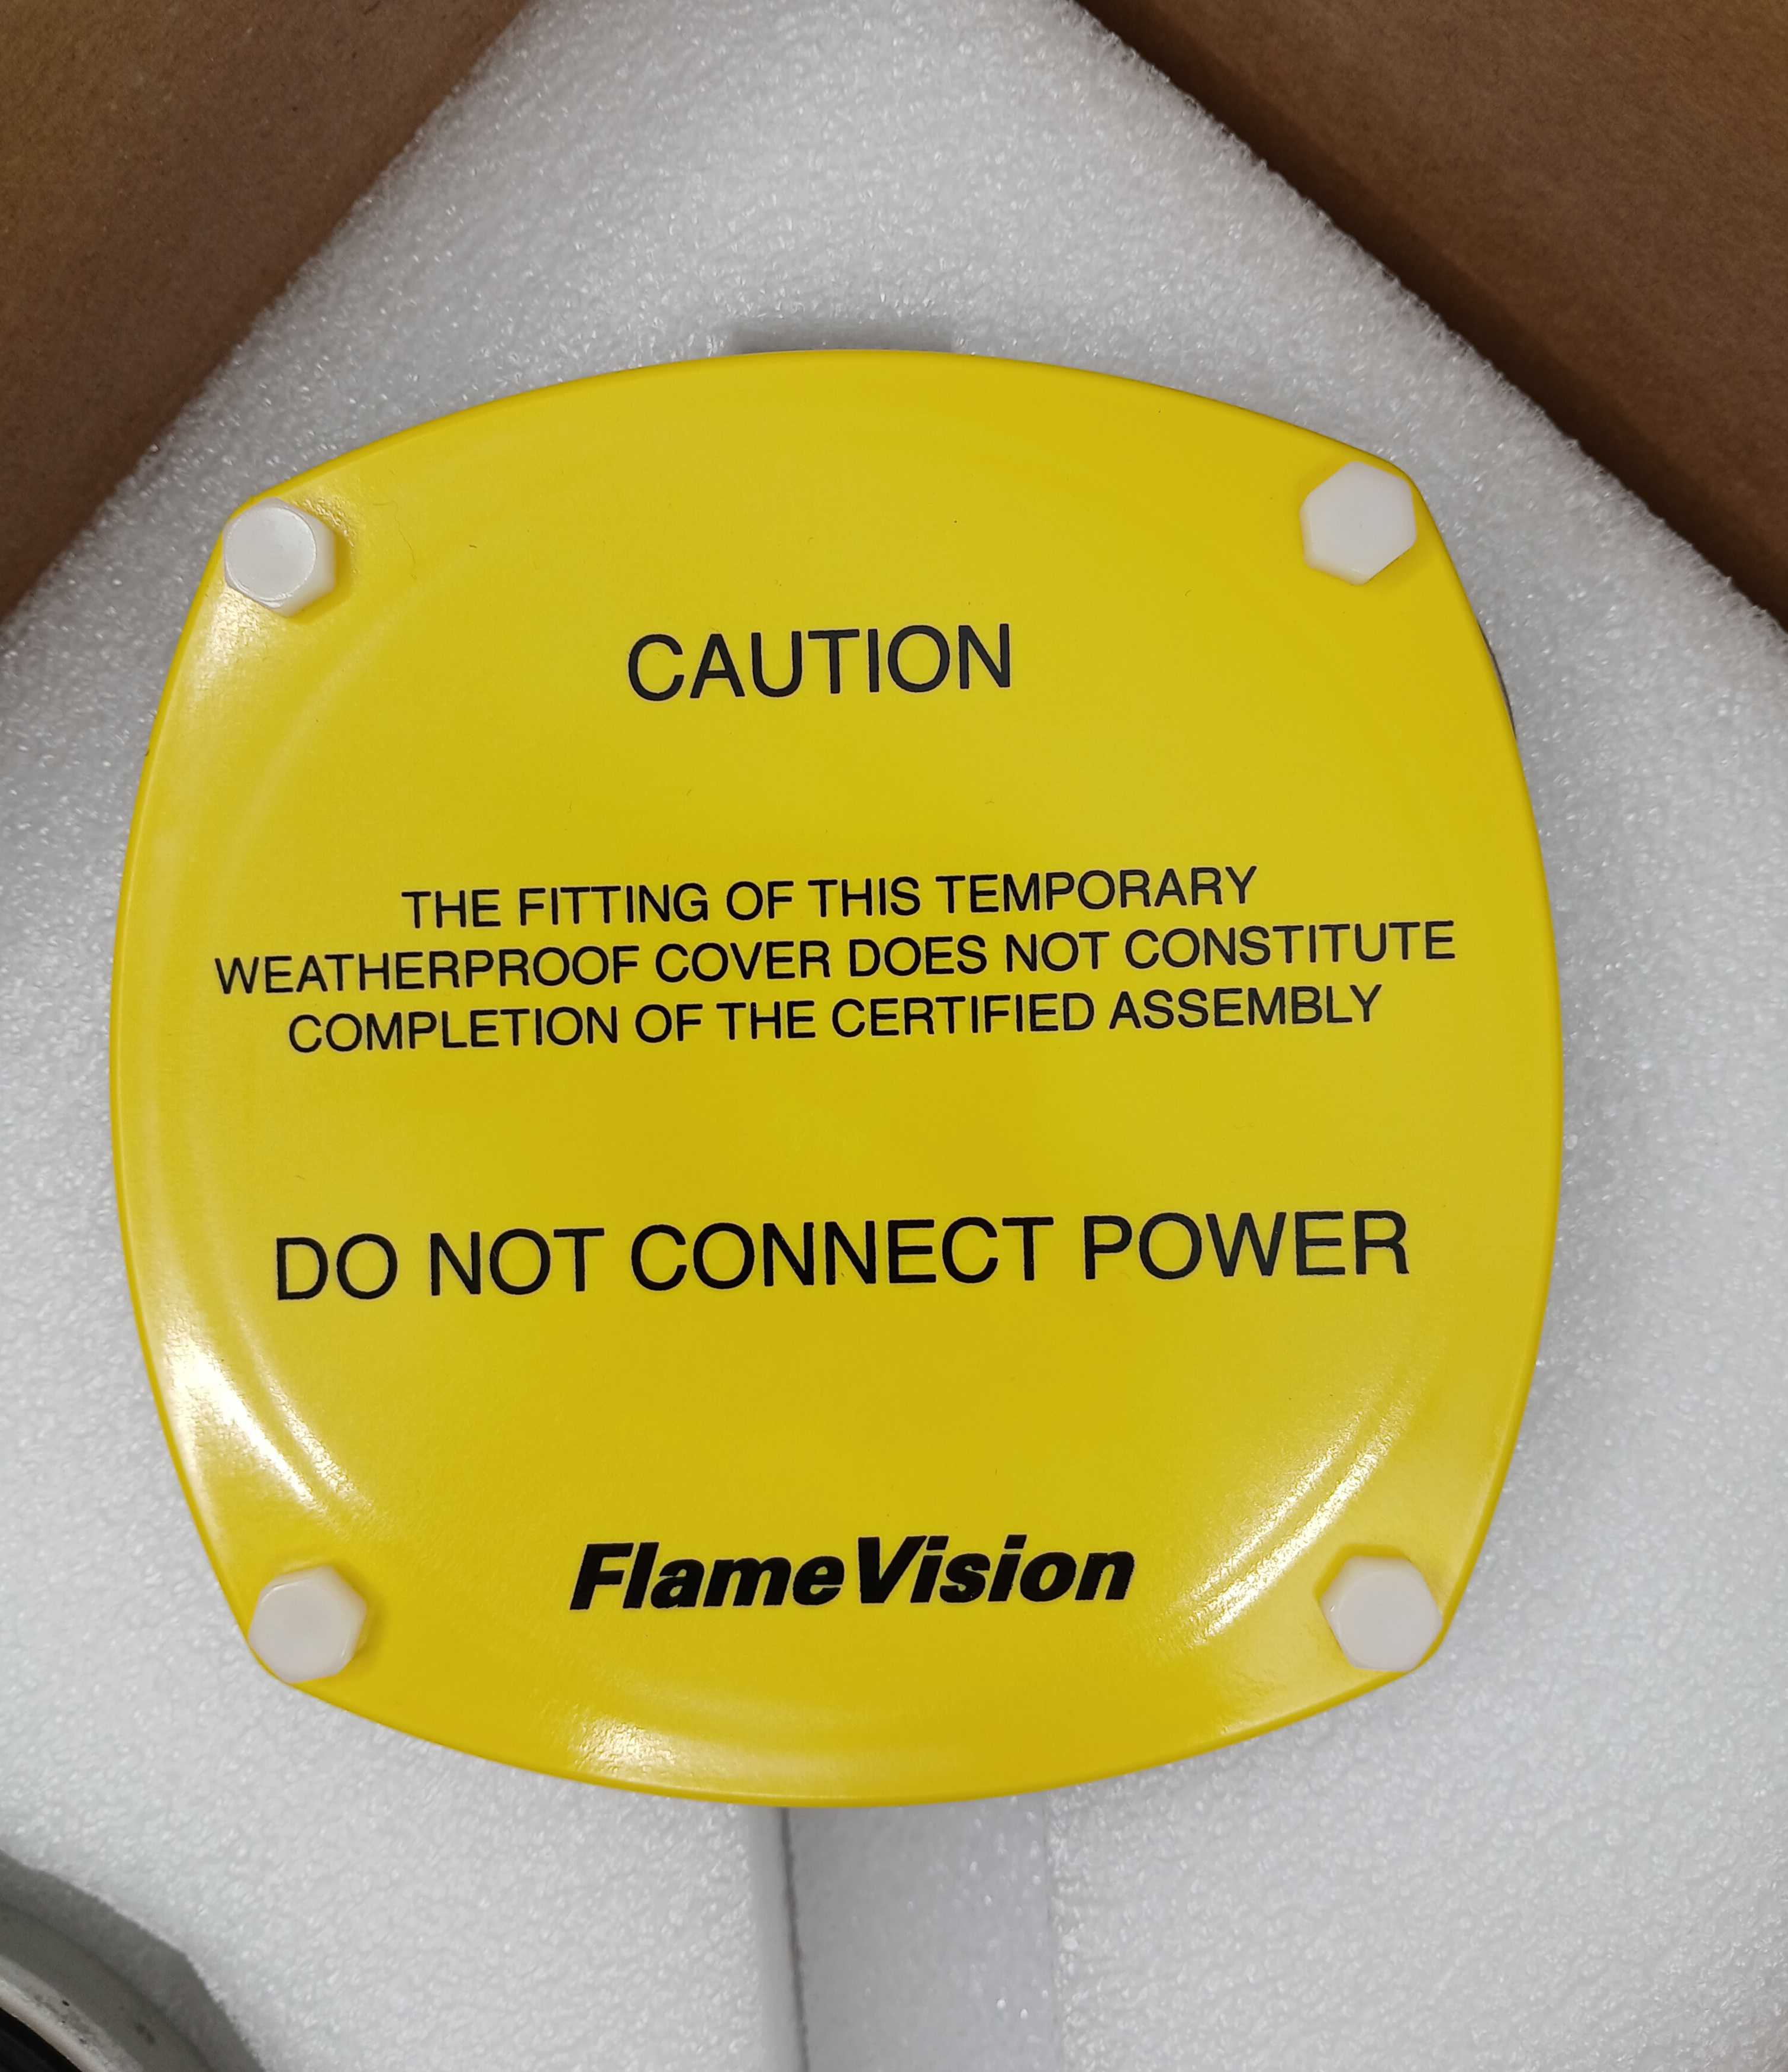 CAUTION
THE FITTING OF THIS TEMPORARY
WEATHERPROOF COVER DOES NOT CONSTITUTE
COMPLETION OF THE CERTIFIED ASSEMBLY
DO NOT CONNECT POWER
FlameVision